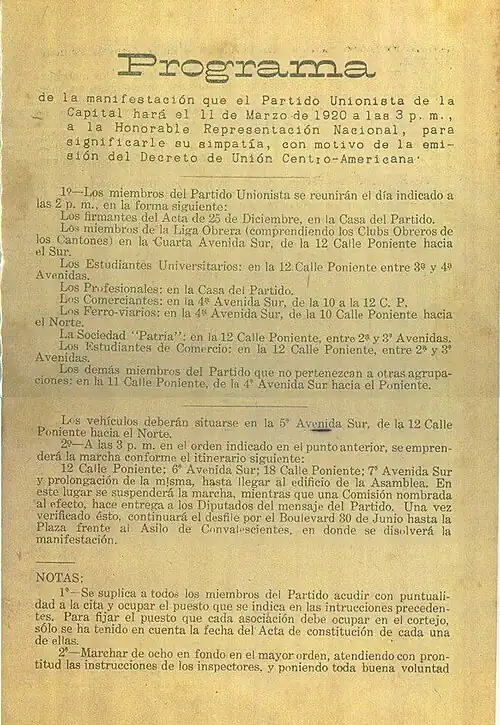 Programa
de la manifestación que el Partido Unionista de la
Capital hará el 11 de Marzo de 1920 a las 3 p. m.,
a la Honorable Representación Nacional, para
significarle su simpatía, con motivo de la emi-
sión del Decreto de Unión Centro-Americana
1º—Los miembros del Partido Unionista se reunirán el día indicado a
las 2 p. m., en la forma siguiente:
Los firmantes del Acta de 25 de Diciembre, en la Casa del Partido.
Los miembros de la Liga Obrera (comprendiendo los Clubs Obreros de
los Cantones) en la Cuarta Avenida Sur, de la 12 Calle Poniente hacia
el Sur.
Los Estudiantes Universitarios: en la 12 Calle Poniente entre 3ª y 4ª
Avenidas.
Los Profesionales: en la Casa del Partido.
Los Comerciantes: en la 4ª Avenida Sur, de la 10 a la 12 C. P.
Los Ferro-viarios: en la 4ª Avenida Sur, de la 10 Calle Poniente hacia
el Norte.
La Sociedad "Patria": en la 12 Calle Poniente, entre 2ª y 3ª Avenidas.
Los Estudiantes de Comercio: en la 12 Calle Poniente, entre 2ª y 3ª
Avenidas.
Los demás miembros del Partido que no pertenezcan a otras agrupa-
ciones: en la 11 Calle Poniente, de la 4ª Avenida Sur hacia el Poniente.
Los vehículos deberán situarse en la 5ª Avenida Sur, de la 12 Calle
Poniente hacia el Norte.
2º—A las 3 p. m. en el orden indicado en el punto anterior, se empren-
derá la marcha conforme el itinerario siguiente:
12 Calle Poniente; 6ª Avenida Sur; 18 Calle Poniente; 7ª Avenida Sur
y prolongación de la misma, hasta llegar al edificio de la Asamblea. En
este lugar se suspenderá la marcha, mientras que una Comisión nombrada
al efecto, hace entrega a los Diputados del mensaje del Partido. Una vez
verificado ésto, continuará el desfile por el Boulevard 30 de Junio hasta la
Plaza frente al Asilo de Convalescientes, en donde se disolverá la
manifestación.
NOTAS:
1ª—Se suplica a todos los miembros del Partido acudir con puntuali-
dad a la cita y ocupar el puesto que se indica en las intrucciones preceden-
tes. Para fijar el puesto que cada asociación debe ocupar en el cortejo,
sólo se ha tenido en cuenta la fecha del Acta de constitución de cada una
de ellas.
2ª—Marchar de ocho en fondo en el mayor orden, atendiendo con pron-
titud las instrucciones de los inspectores, y poniendo toda buena voluntad